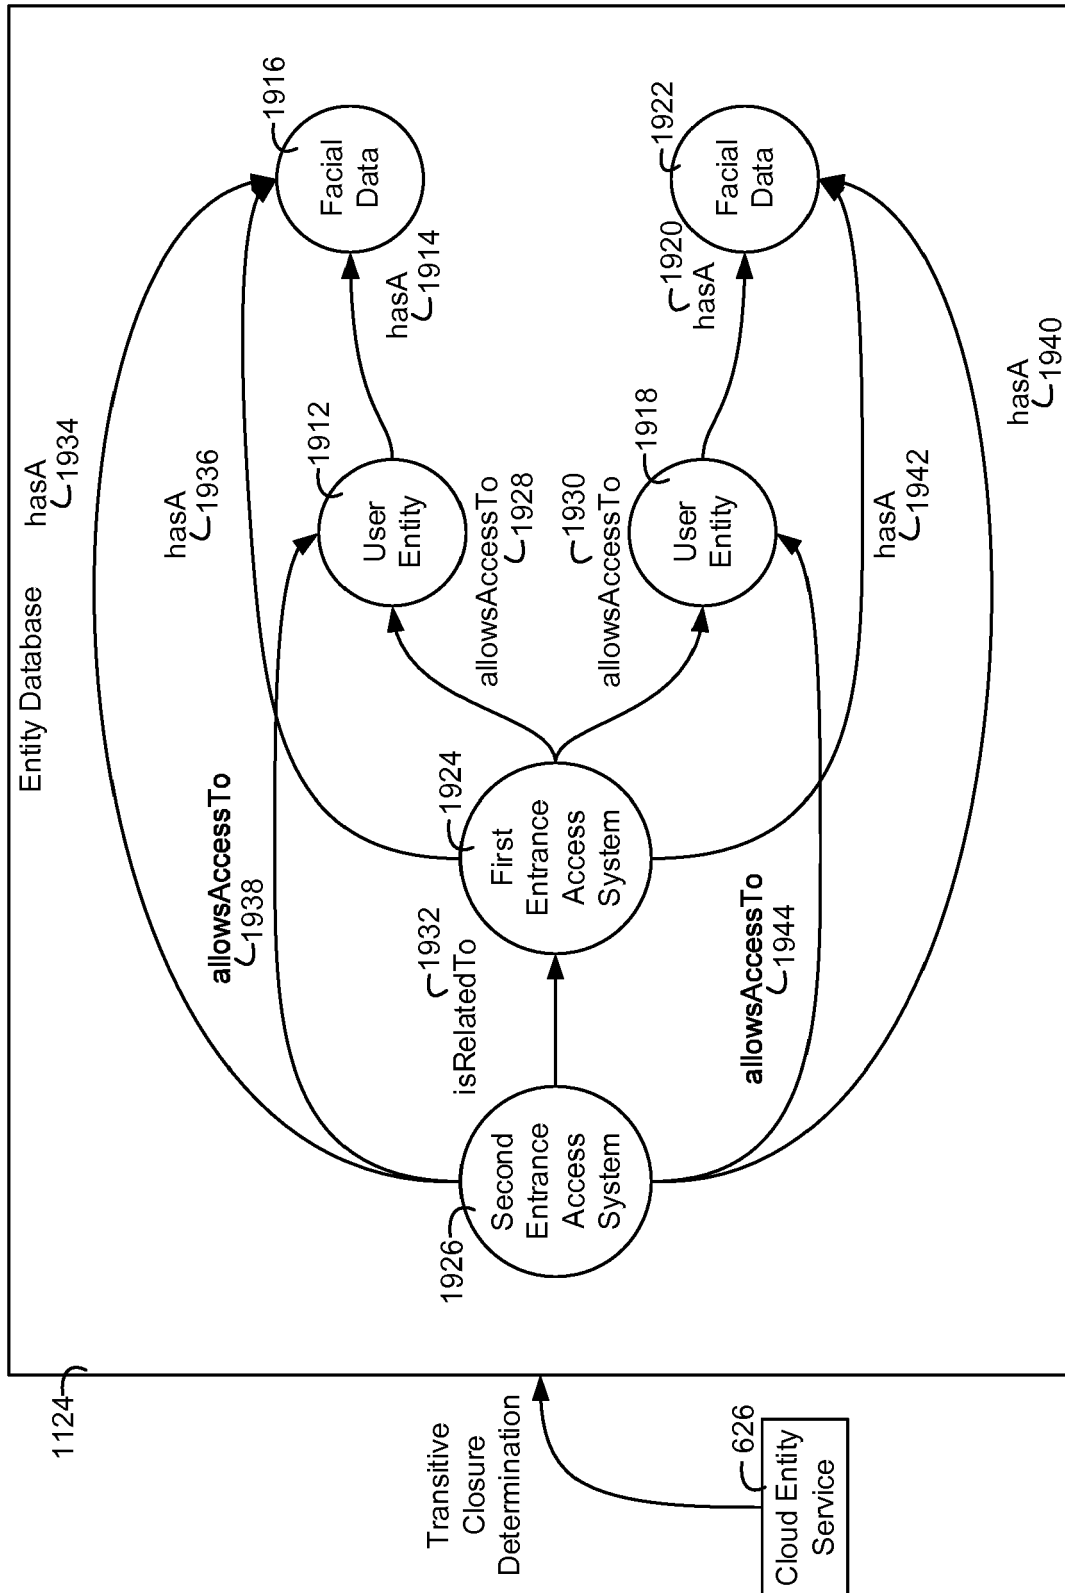 1124
Entity Database
hasA
1934
hasA
1936
allowsAccessTo
1938
1916
Facial
Data
hasA
1914
1912
User
Entity
allowsAccessTo
1928
1924
First
Entrance
Access
System
1932
isRelatedTo
1926
Second
Entrance
Access
System
1930
allowsAccessTo
1918
User
Entity
1920
hasA
1922
Facial
Data
allowsAccessTo
1944
hasA
1942
hasA
1940
Transitive
Closure
Determination
626
Cloud Entity
Service